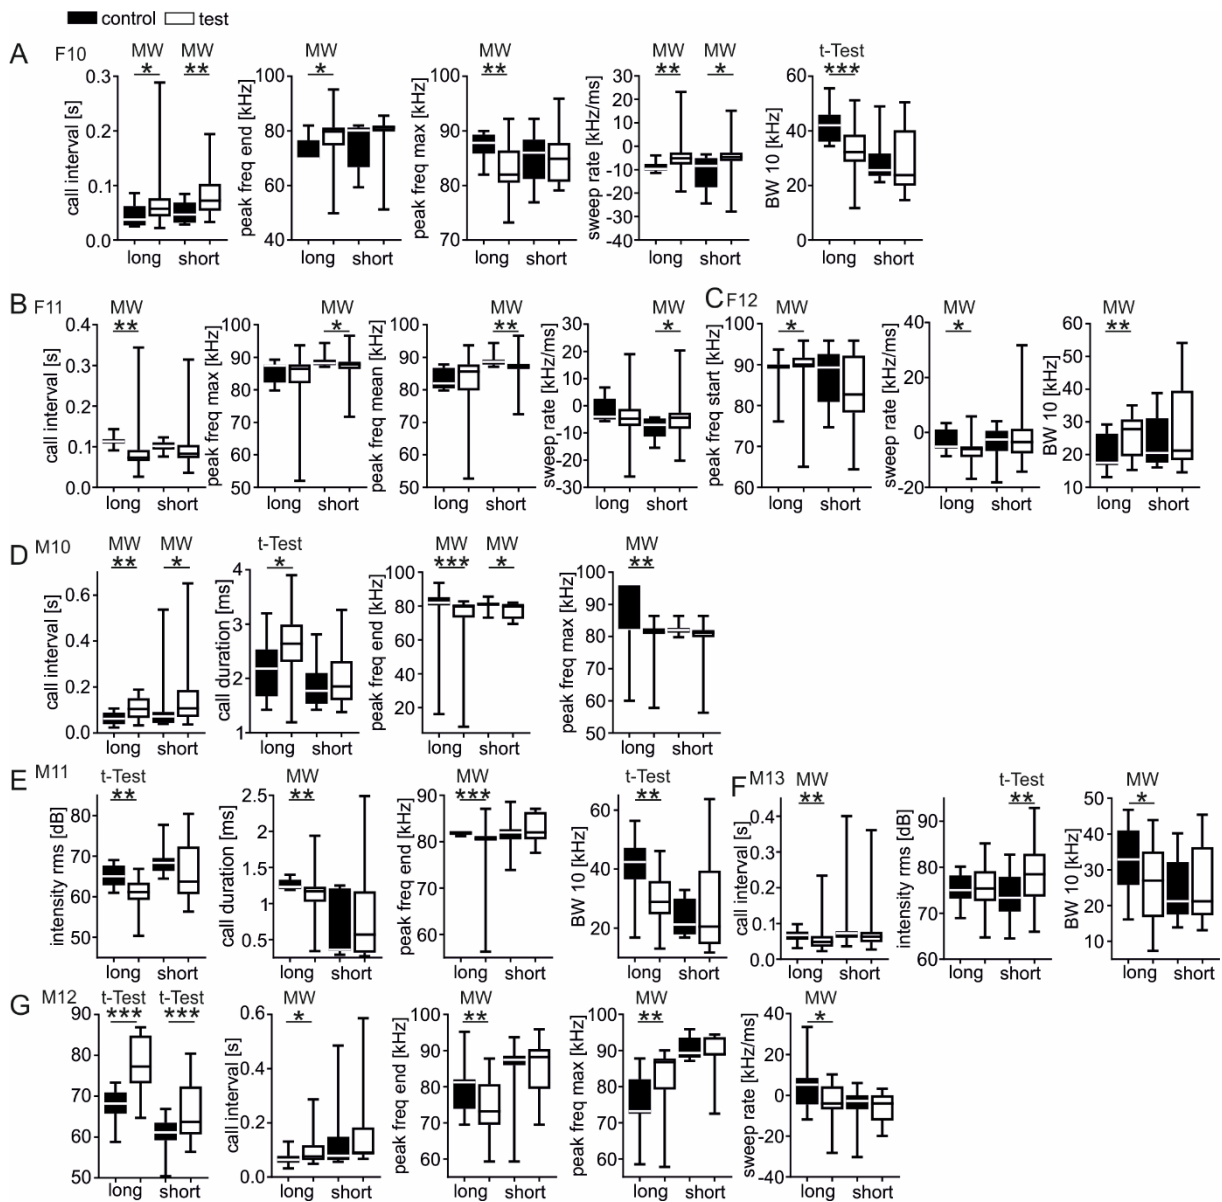 control test
A F10
MW MW
* **
call interval [s]
0.3
0.2
0.1
0.0
long short
MW
*
peak freq end [kHz]
100
80
60
40
long short
MW
**
peak freq max [kHz]
100
90
80
70
long short
MW MW
** *
sweep rate [kHz/ms]
30
20
10
-10
-10
-20
-30
-40
long short
t-Test
***
BW 10 [kHz]
60
40
20
0
long short
B F11
MW
**
call interval [s]
0.4
0.3
0.2
0.1
0.0
long short
MW
*
peak freq max [kHz]
100
90
80
70
60
50
long short
MW
**
peak freq mean [kHz]
100
90
80
70
60
50
long short
MW
*
sweep rate [kHz/ms]
30
20
10
0
-10
-20
-30
long short
C F12
MW
*
peak freq start [kHz]
100
90
80
70
60
long short
MW
*
sweep rate [kHz/ms]
40
20
0
-20
long short
MW
**
BW 10 [kHz]
60
50
40
30
20
10
long short
D M10
MW MW
** *
call interval [s]
0.6
0.4
0.2
0.0
long short
t-Test
*
call duration [ms]
4
3
2
1
long short
MW MW
*** *
peak freq end [kHz]
100
80
60
40
20
long short
MW
**
peak freq max [kHz]
100
90
80
70
60
50
long short
E M11
t-Test
**
intensity rms [dB]
85
75
65
60
50
45
long short
MW
**
call duration [ms]
2.5
2
1.5
1
0.5
long short
MW
***
peak freq end [kHz]
90
80
70
60
long short
t-Test
**
BW 10 [kHz]
60
40
20
long short
F M13
MW
**
call interval [s]
0.4
0.2
0.1
0.0
long short
t-Test
**
intensity rms [dB]
90
80
70
60
long short
MW
*
BW 10 [kHz]
50
40
30
20
10
0
long short
G M12
t-Test t-Test
*** ***
90
80
70
60
50
long short
MW
*
call interval [s]
0.6
0.4
0.2
0.0
long short
MW
**
peak freq end [kHz]
100
90
80
70
60
long short
MW
**
peak freq max [kHz]
100
90
80
70
60
long short
MW
*
sweep rate [kHz/ms]
40
20
0
-20
-40
long short